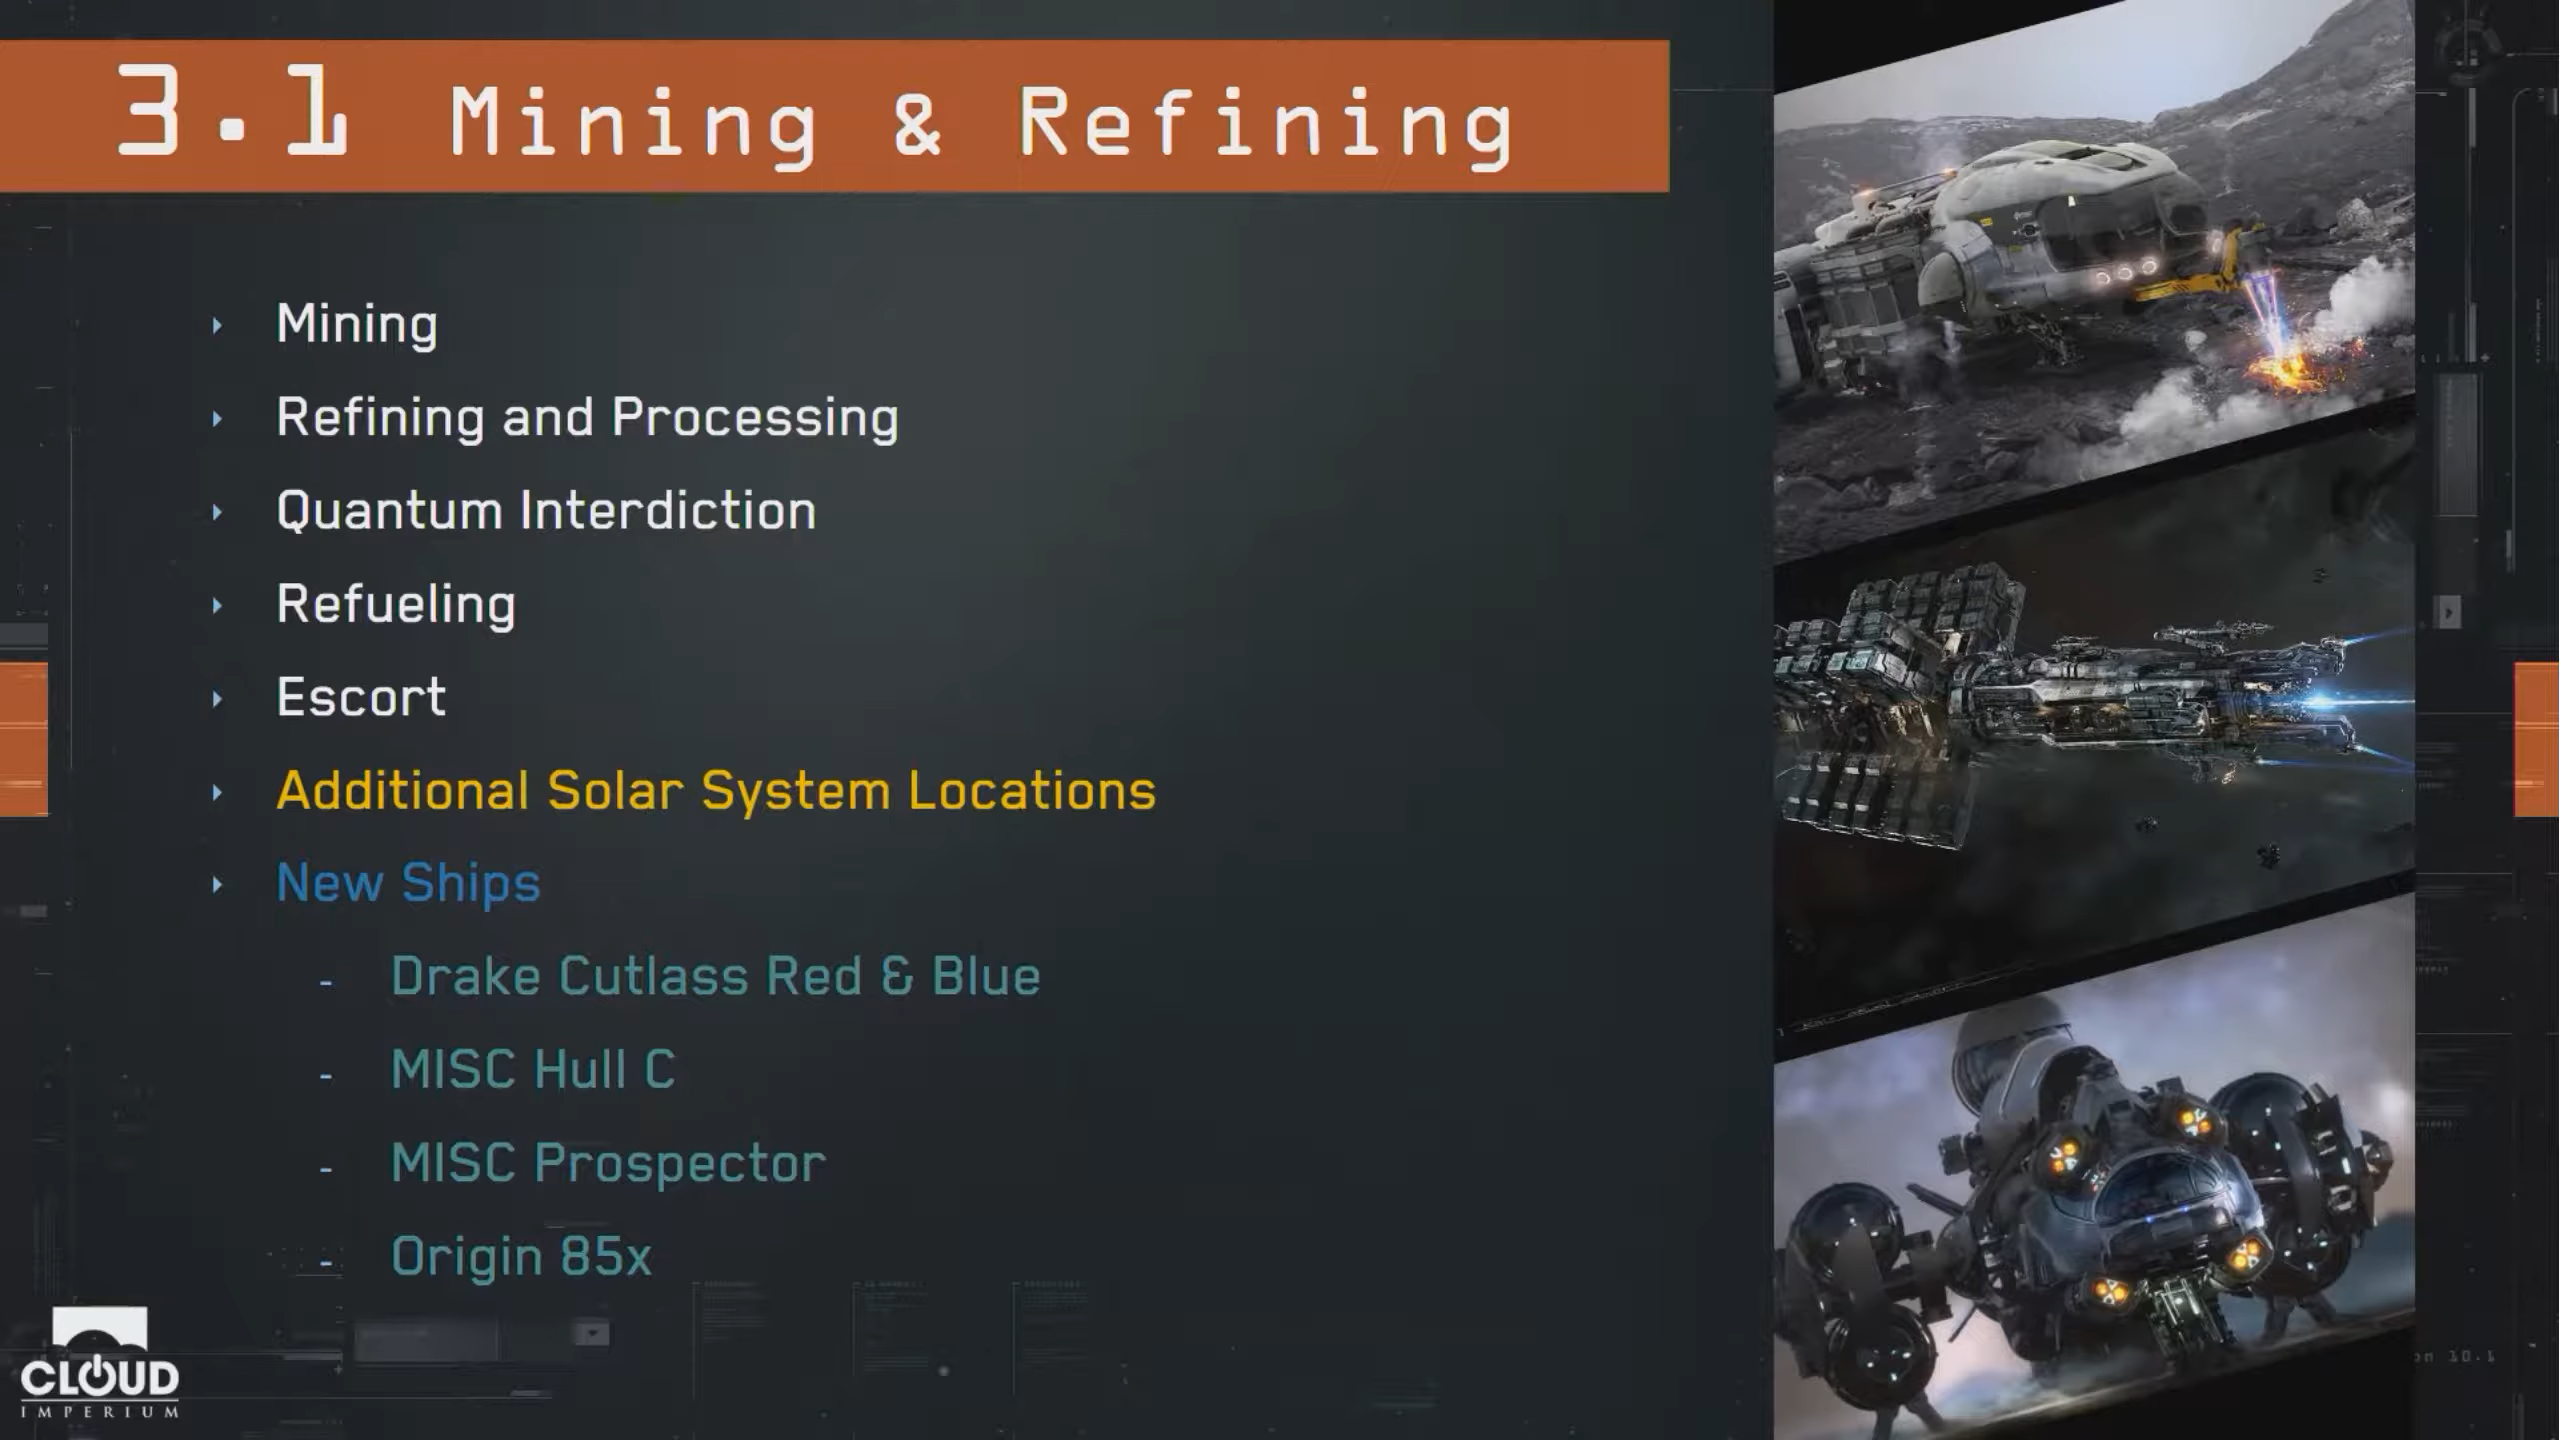 3.1 Mining & Refining
Mining
Refining and Processing
Quantum Interdiction
Refueling
Escort
Additional Solar System Locations
New Ships
- Drake Cutlass Red & Blue
- MISC Hull C
- MISC Prospector
- Origin 85x
CLOUD
IMPERIUM